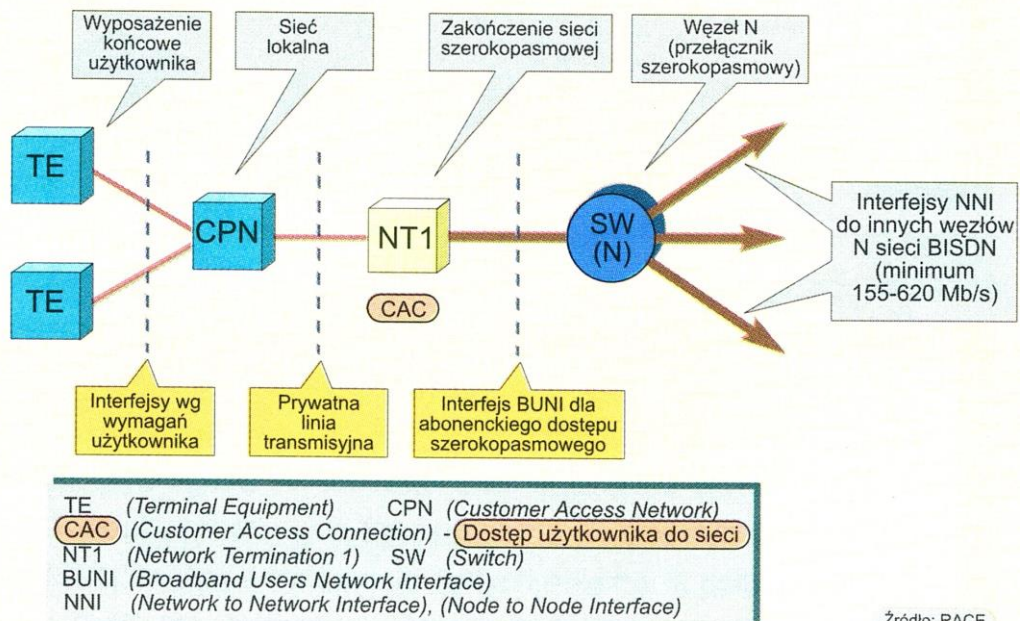 Wyposażenie
końcowe
użytkownika
Sieć
lokalna
Zakończenie sieci
szerokopasmowej
Węzeł N
(przełącznik
szerokopasmowy)
TE
TE
CPN
NT1
CAC
SW
(N)
Interfejsy NNI
do innych węzłów
N sieci BISDN
(minimum
155-620 Mb/s)
Interfejsy wg
wymagań
użytkownika
Prywatna
linia
transmisyjna
Interfejs BUNI dla
abonenckiego dostępu
szerokopasmowego
TE (Terminal Equipment) CPN (Customer Access Network)
CAC (Customer Access Connection) - Dostęp użytkownika do sieci
NT1 (Network Termination 1) SW (Switch)
BUNI (Broadband Users Network Interface)
NNI (Network to Network Interface), (Node to Node Interface)
Źródło: RACE